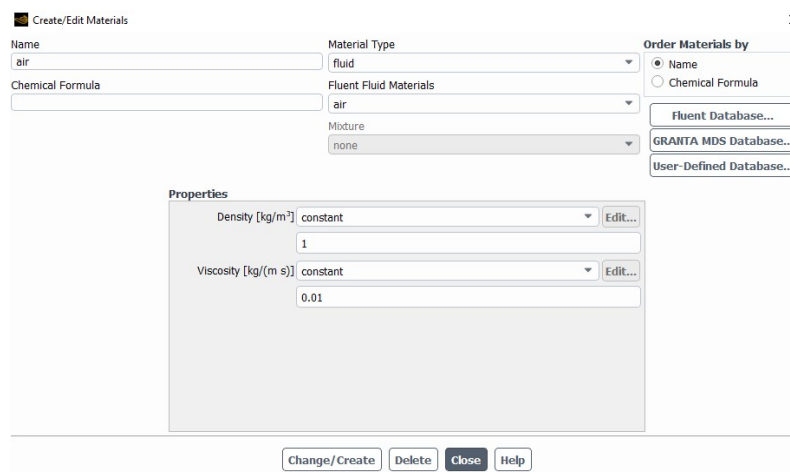 Create/Edit Materials
Name
Material Type
Order Materials by
air
fluid
Name
Chemical Formula
Chemical Formula
Fluent Fluid Materials
air
Fluent Database...
Mixture
none
GRANTA MDS Database..
User-Defined Database..
Properties
Density [kg/m³] constant Edit...
1
Viscosity [kg/(m s)] constant Edit...
0.01
Change/Create Delete Close Help